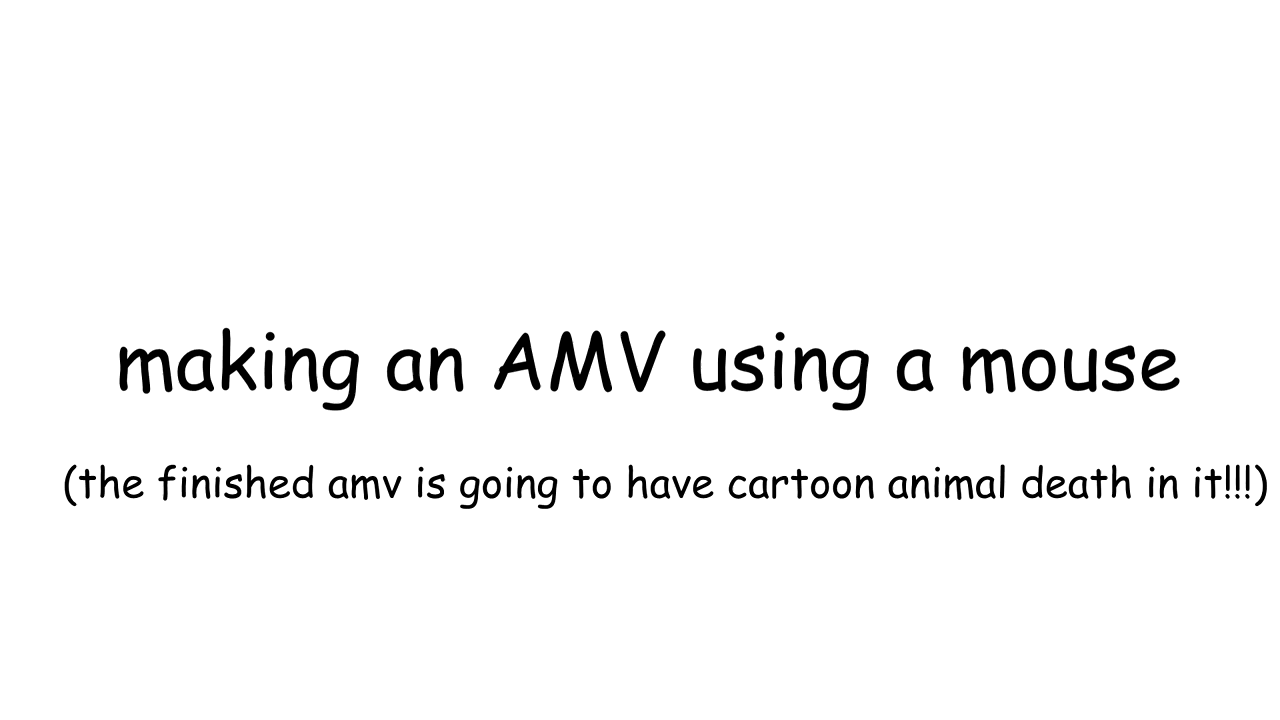 making an AMV using a mouse
(the finished amv is going to have cartoon animal death in it!!!)